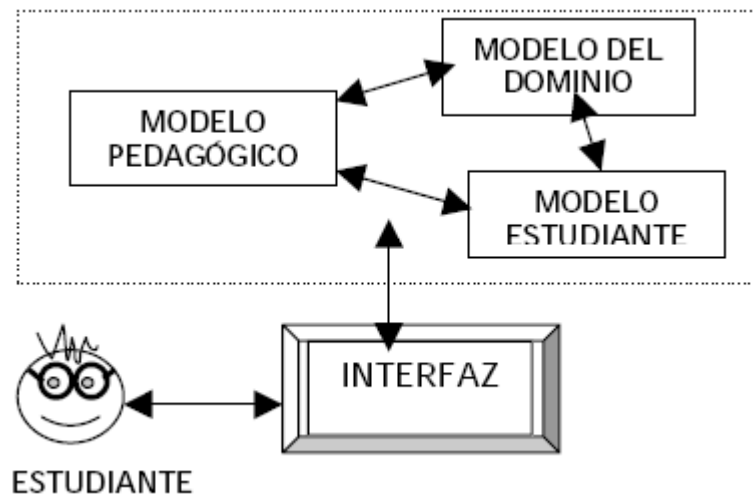 MODELO DEL
DOMINIO
MODELO
PEDAGÓGICO
MODELO
ESTUDIANTE
INTERFAZ
ESTUDIANTE